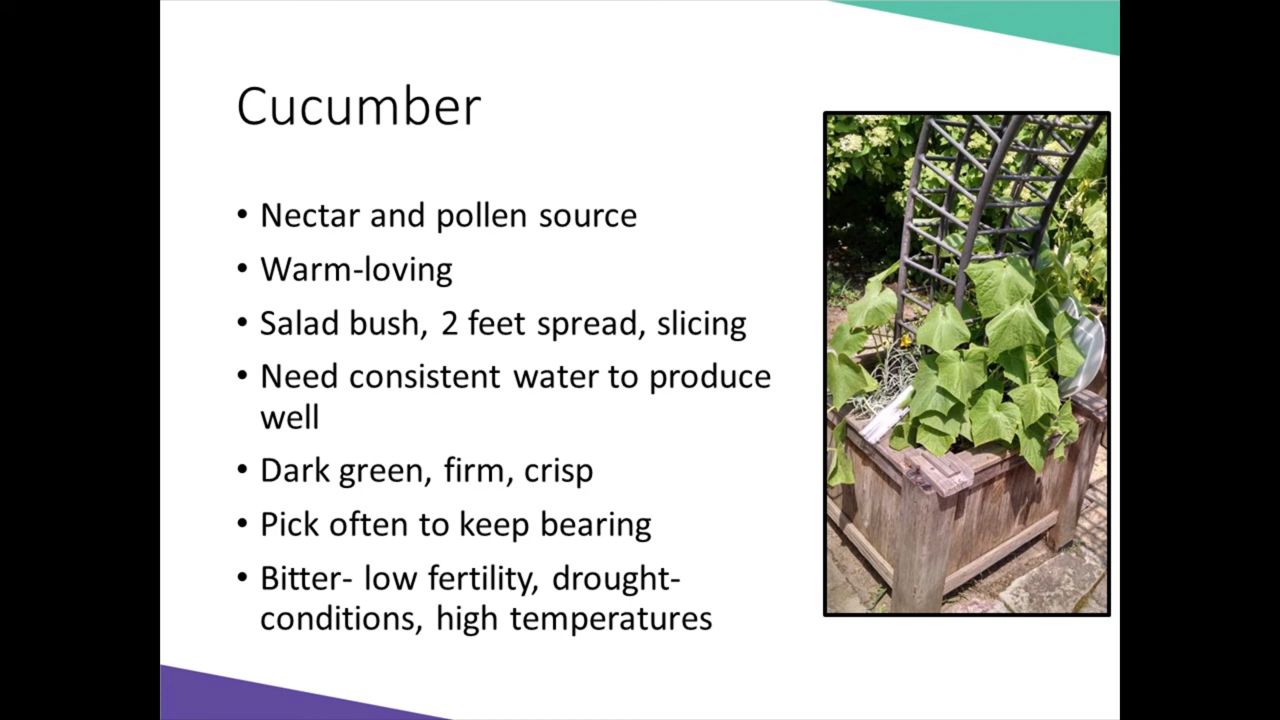 Cucumber
• Nectar and pollen source
• Warm-loving
• Salad bush, 2 feet spread, slicing
• Need consistent water to produce
well
• Dark green, firm, crisp
• Pick often to keep bearing
• Bitter- low fertility, drought-
conditions, high temperatures